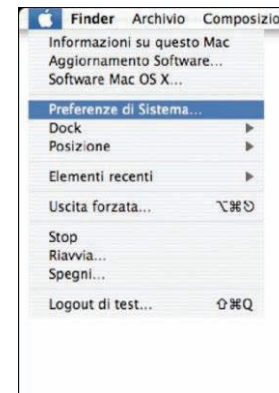 Finder Archivio Composizio
Informazioni su questo Mac
Aggiornamento Software...
Software Mac OS X...
Preferenze di Sistema...
Dock
Posizione
Elementi recenti
Uscita forzata... ⌥⌘⎋
Stop
Riavvia...
Spegni...
Logout di test... ⇧⌘Q